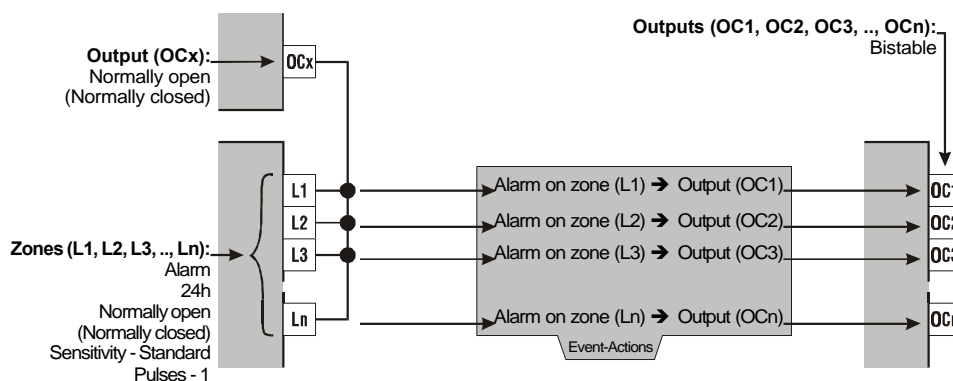 Output (OCx):
Normally open
(Normally closed)
OCx
Outputs (OC1, OC2, OC3, .., OCn):
Bistable
Zones (L1, L2, L3, .., Ln):
Alarm
24h
Normally open
(Normally closed)
Sensitivity - Standard
Pulses - 1
L1
L2
L3
Ln
Alarm on zone (L1) ➔ Output (OC1)
Alarm on zone (L2) ➔ Output (OC2)
Alarm on zone (L3) ➔ Output (OC3)
Alarm on zone (Ln) ➔ Output (OCn)
Event-Actions
OC1
OC2
OC3
OCn